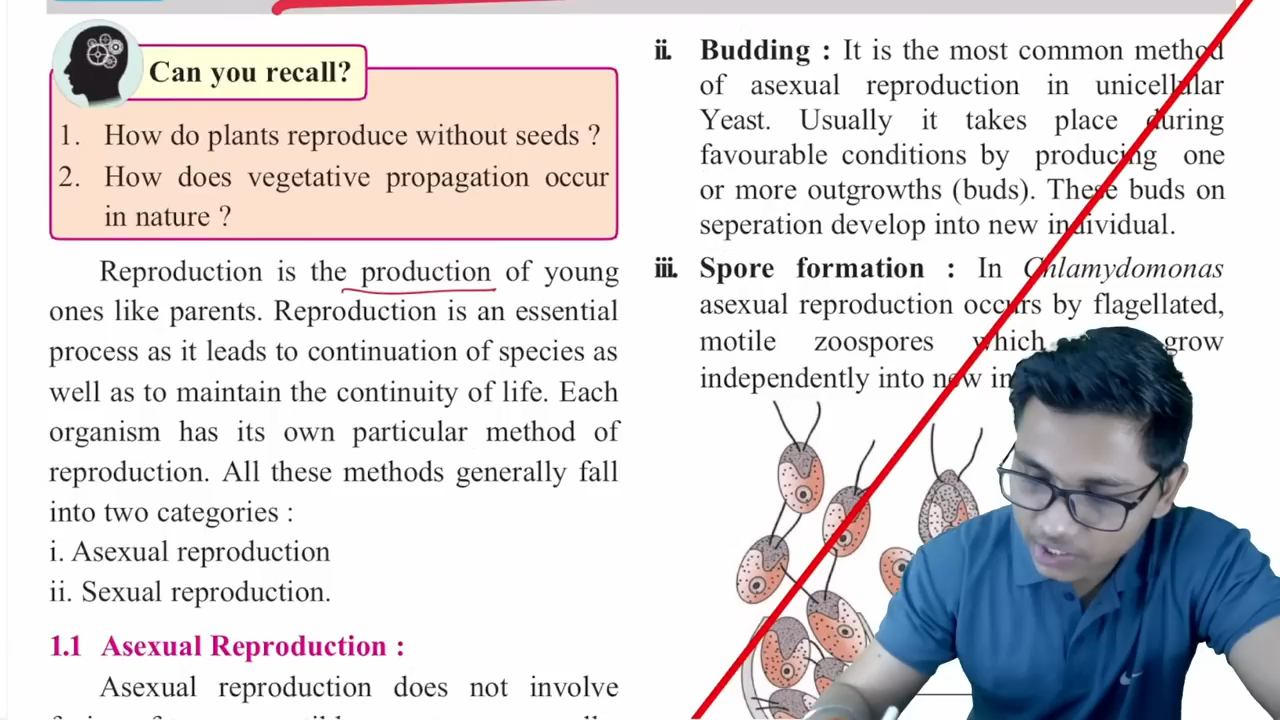 Can you recall?
1. How do plants reproduce without seeds ?
2. How does vegetative propagation occur
in nature ?
Reproduction is the production of young
ones like parents. Reproduction is an essential
process as it leads to continuation of species as
well as to maintain the continuity of life. Each
organism has its own particular method of
reproduction. All these methods generally fall
into two categories :
i. Asexual reproduction
ii. Sexual reproduction.
1.1 Asexual Reproduction :
Asexual reproduction does not involve
ii. Budding : It is the most common method
of asexual reproduction in unicellular
Yeast. Usually it takes place during
favourable conditions by producing one
or more outgrowths (buds). These buds on
seperation develop into new individual.
iii. Spore formation : In Chlamydomonas
asexual reproduction occurs by flagellated,
motile zoospores which grow
independently into new